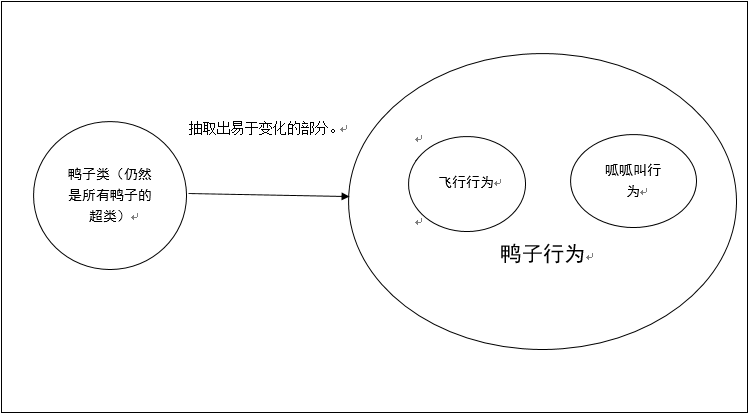 抽取出易于变化的部分。
鸭子类（仍然
是所有鸭子的
超类）
飞行行为
呱呱叫行
为
鸭子行为